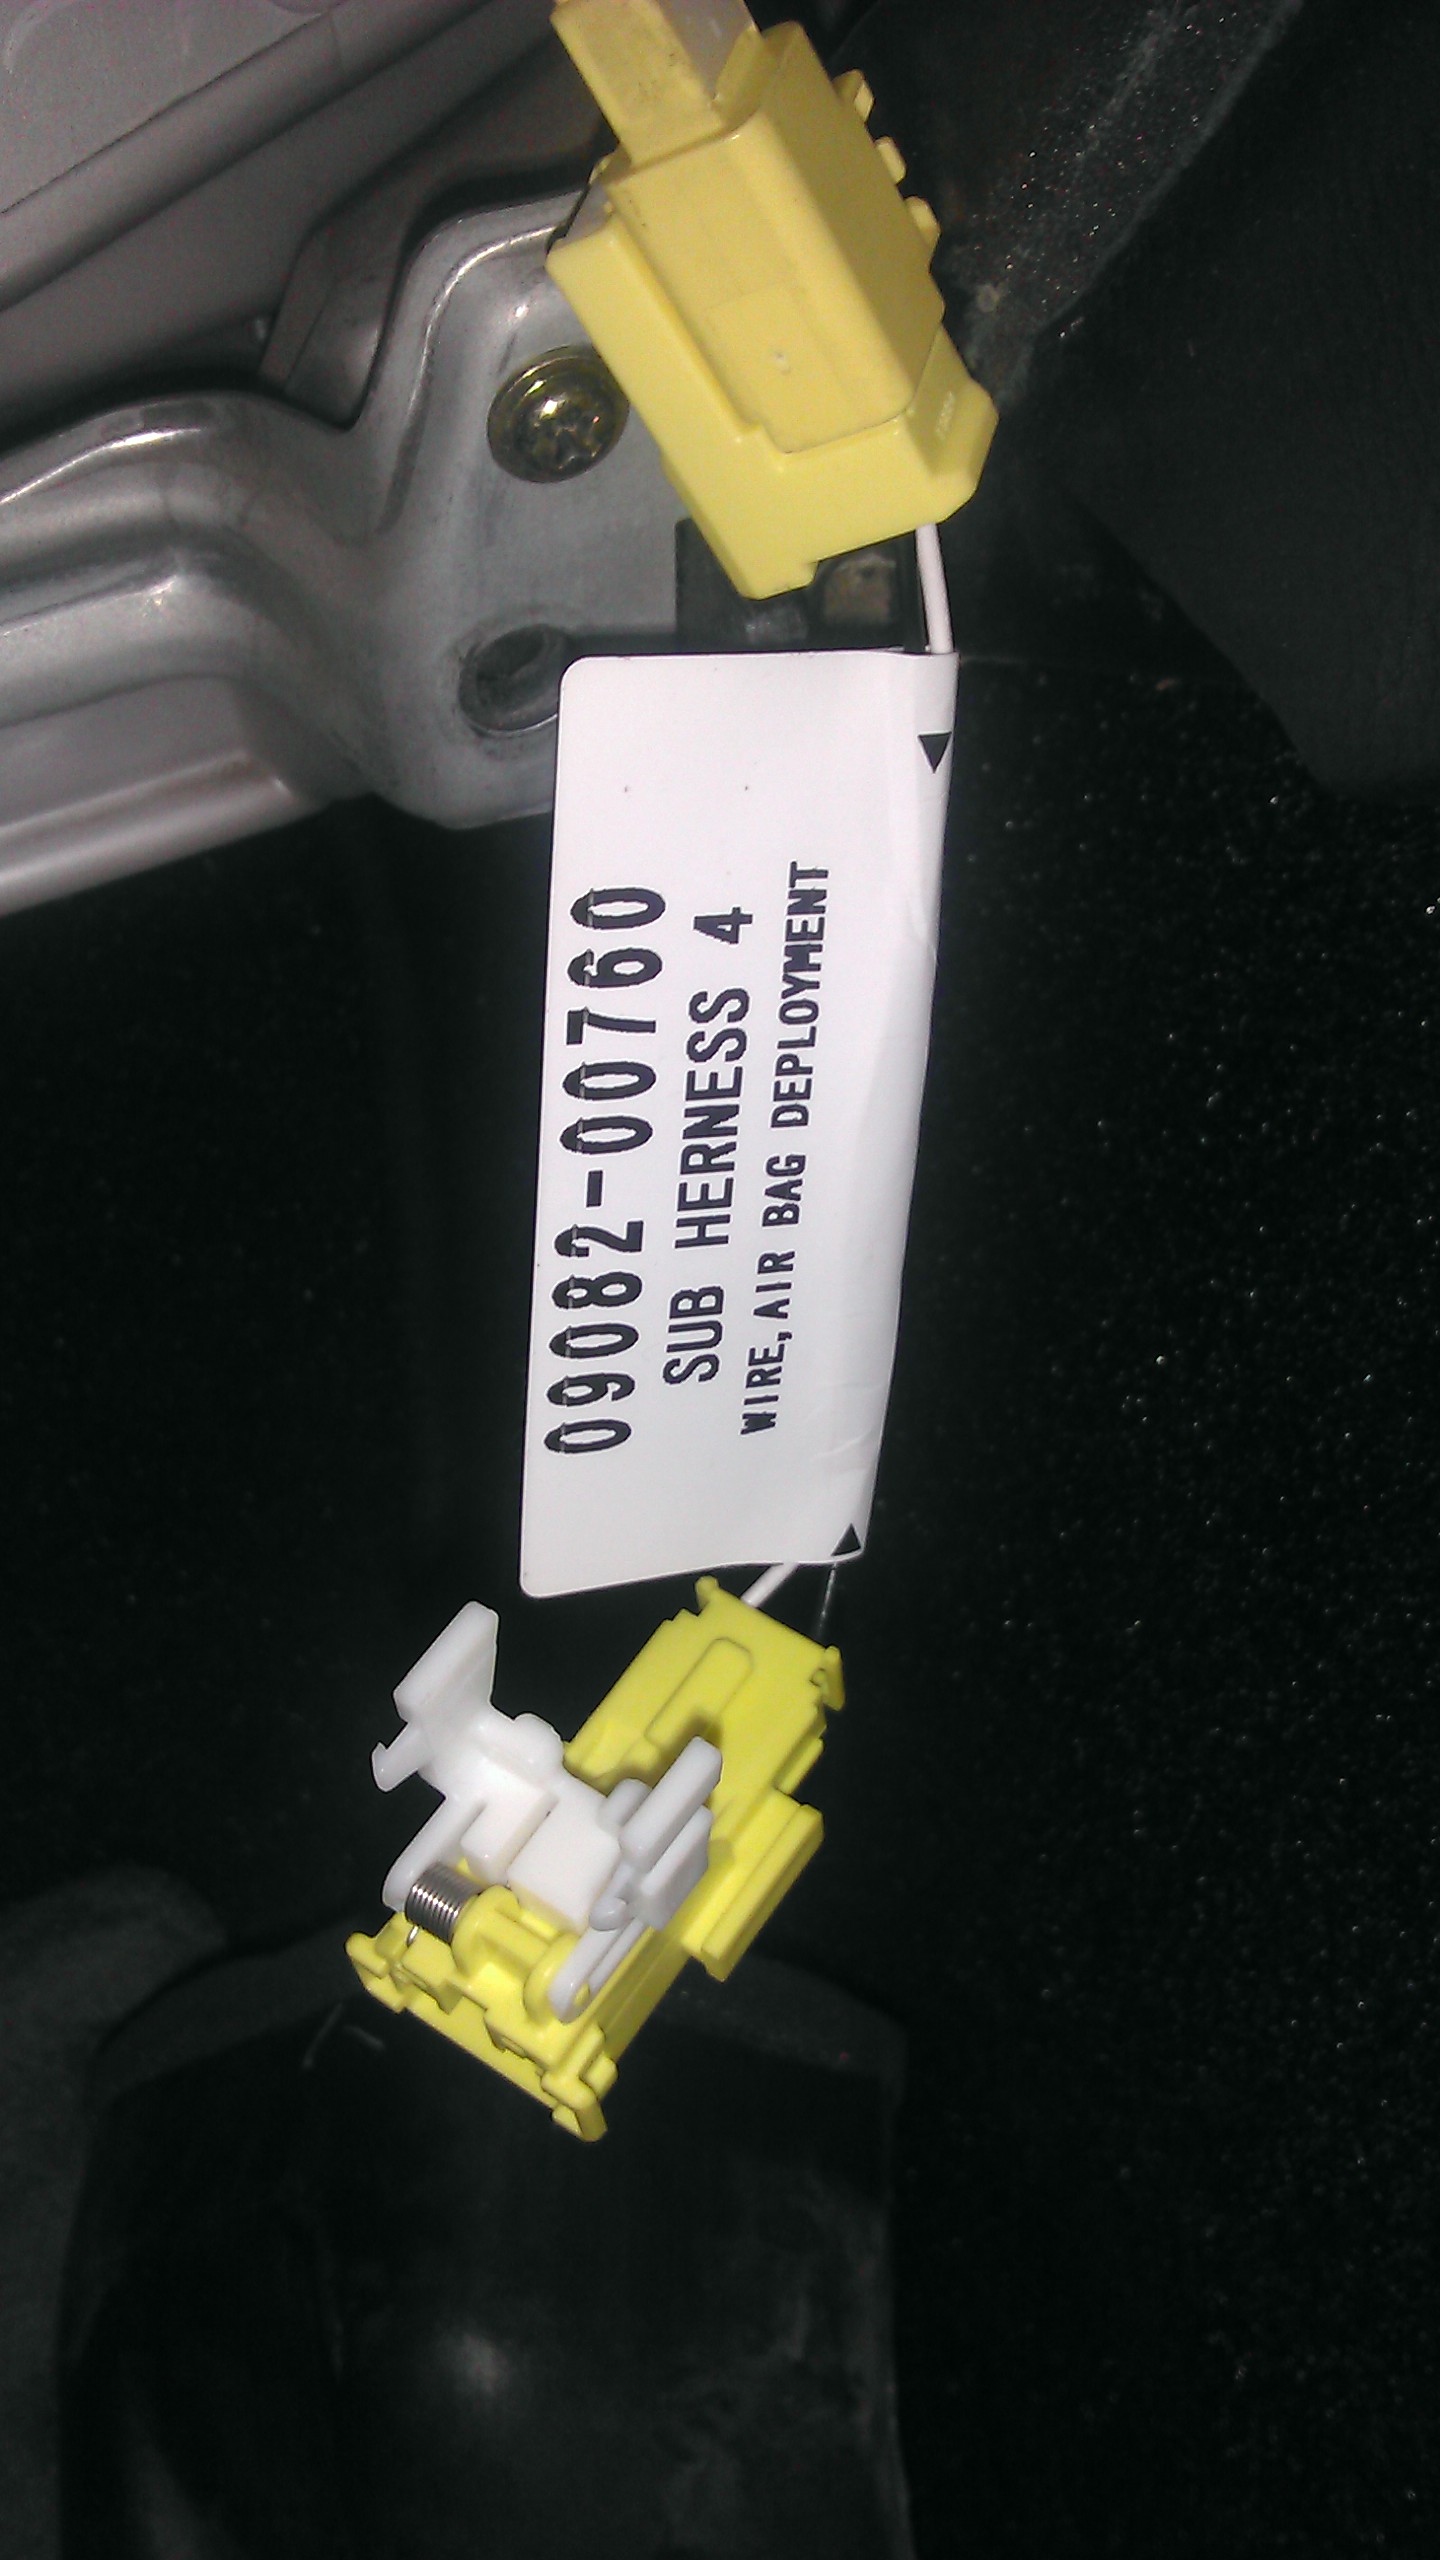 09082-00760
SUB HERNESS 4
WIRE, AIR BAG DEPLOYMENT